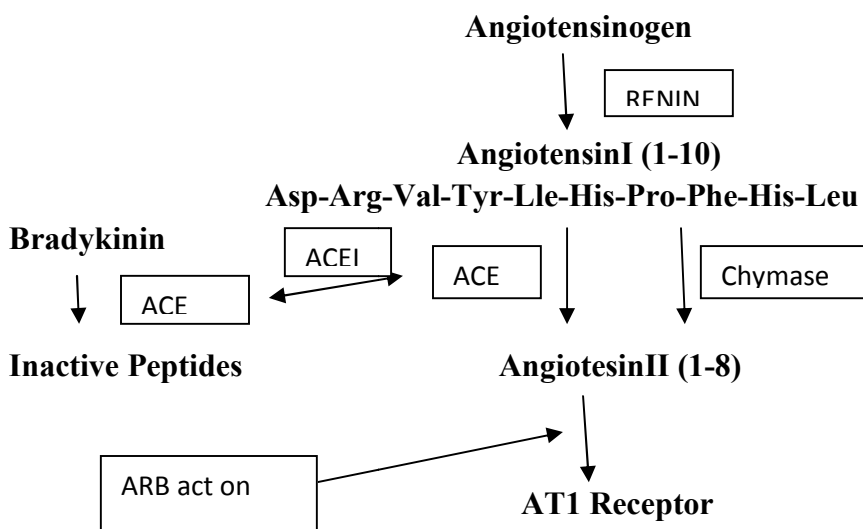 Angiotensinogen
RENIN
AngiotensinI (1-10)
Asp-Arg-Val-Tyr-Lle-His-Pro-Phe-His-Leu
Bradykinin
ACEI
ACE
ACE
Chymase
Inactive Peptides
AngiotesinII (1-8)
ARB act on
AT1 Receptor